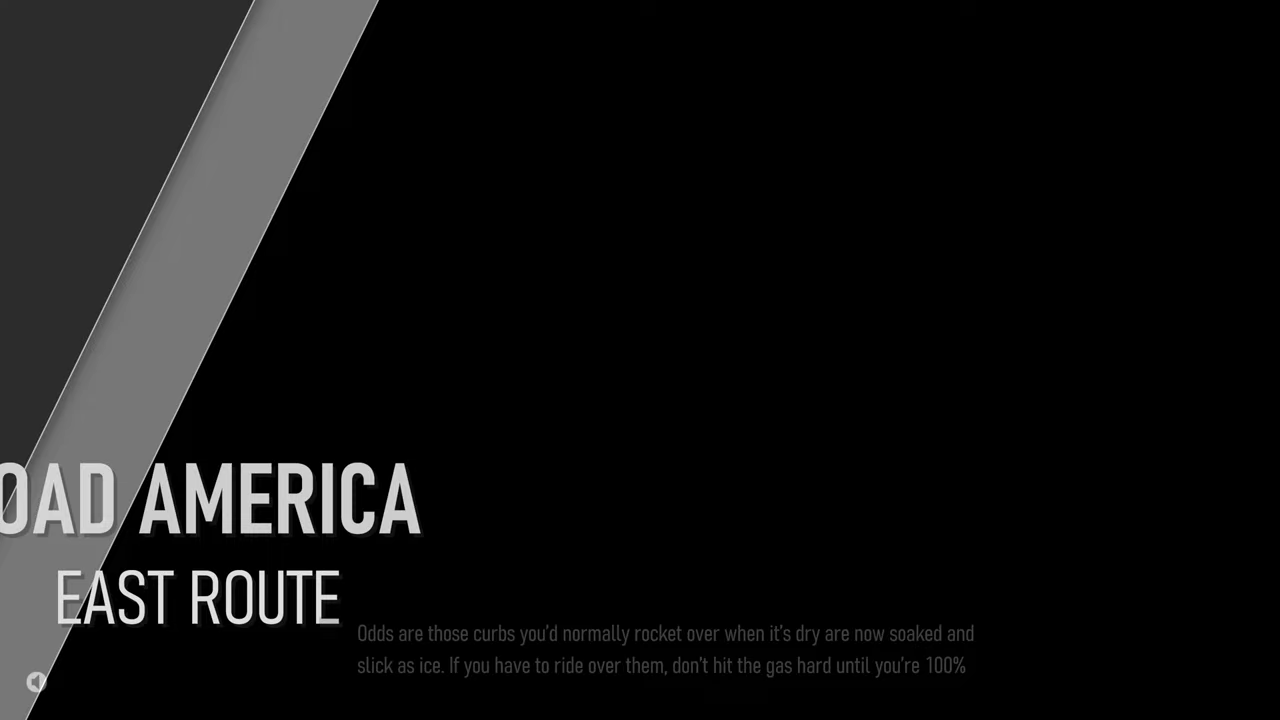 OAD AMERICA
EAST ROUTE
Odds are those curbs you'd normally rocket over when it's dry are now soaked and
slick as ice. If you have to ride over them, don't hit the gas hard until you're 100%